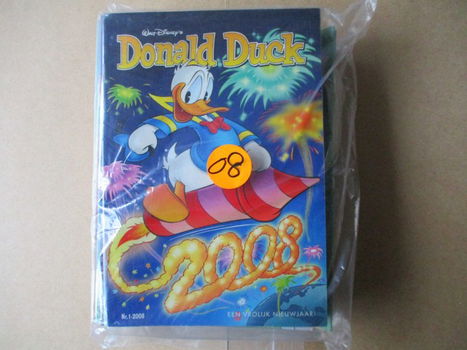 Walt Disney's
Donald Duck
08
2008
Nr.1-2008
EEN VROLIJK NIEUWJAAR!